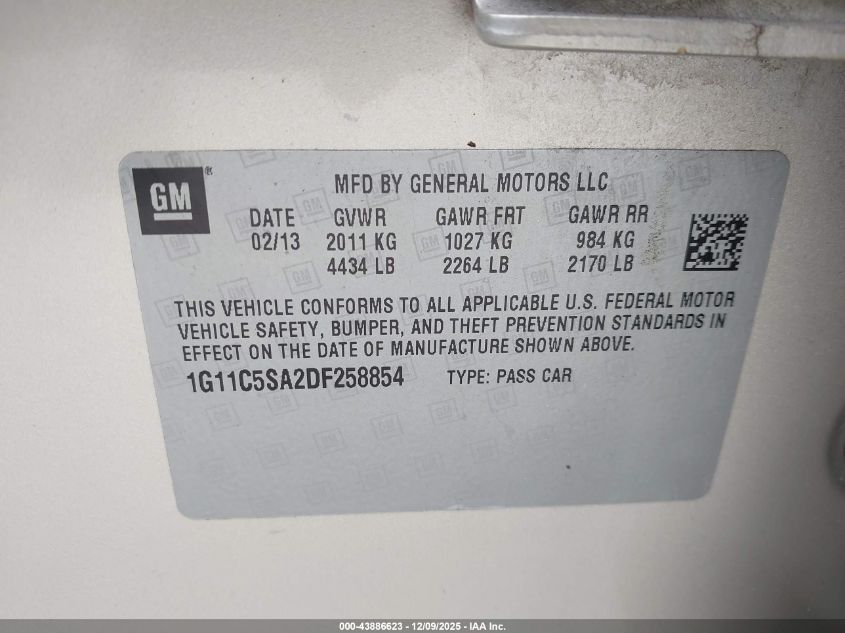 GM®
MFD BY GENERAL MOTORS LLC
DATE GVWR GAWR FRT GAWR RR
02/13 2011 KG 1027 KG 984 KG
4434 LB 2264 LB 2170 LB
THIS VEHICLE CONFORMS TO ALL APPLICABLE U.S. FEDERAL MOTOR
VEHICLE SAFETY, BUMPER, AND THEFT PREVENTION STANDARDS IN
EFFECT ON THE DATE OF MANUFACTURE SHOWN ABOVE.
1G11C5SA2DF258854 TYPE: PASS CAR
000-43886623 - 12/09/2025 - IAA Inc.